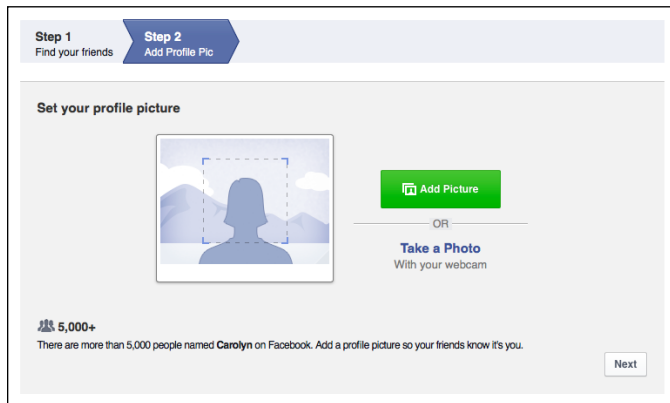 Step 1
Find your friends
Step 2
Add Profile Pic
Set your profile picture
Add Picture
OR
Take a Photo
With your webcam
5,000+
There are more than 5,000 people named Carolyn on Facebook. Add a profile picture so your friends know it's you.
Next